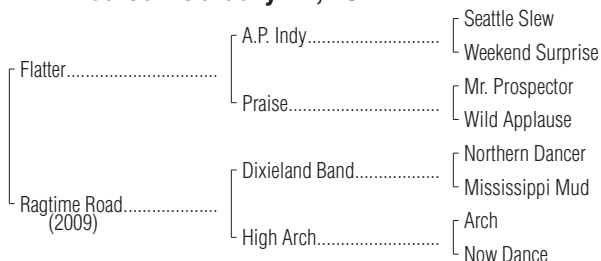 A.P. Indy
Seattle Slew
Weekend Surprise
Flatter
Praise
Mr. Prospector
Wild Applause
Dixieland Band
Northern Dancer
Mississippi Mud
Ragtime Road
(2009)
High Arch
Arch
Now Dance